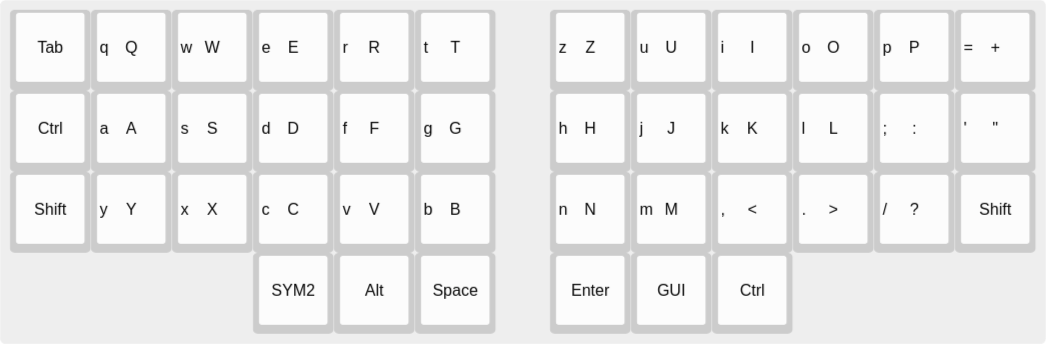 Tab q Q w W e E r R t T z Z u U i I o O p P = +
Ctrl a A s S d D f F g G h H j J k K l L ; : ' "
Shift y Y x X c C v V b B n N m M , < . > / ? Shift
SYM2 Alt Space Enter GUI Ctrl